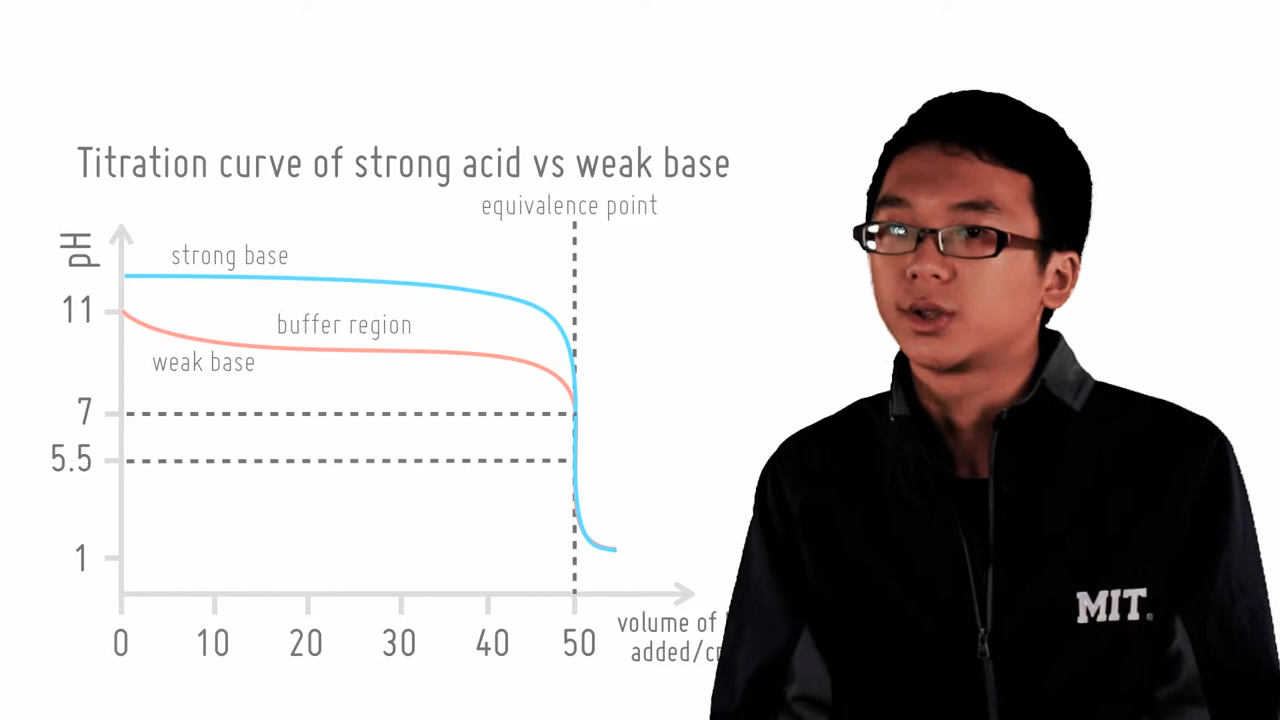 Titration curve of strong acid vs weak base
equivalence point
pH
strong base
11
buffer region
weak base
7
5.5
1
0 10 20 30 40 50
volume of
added/
MIT